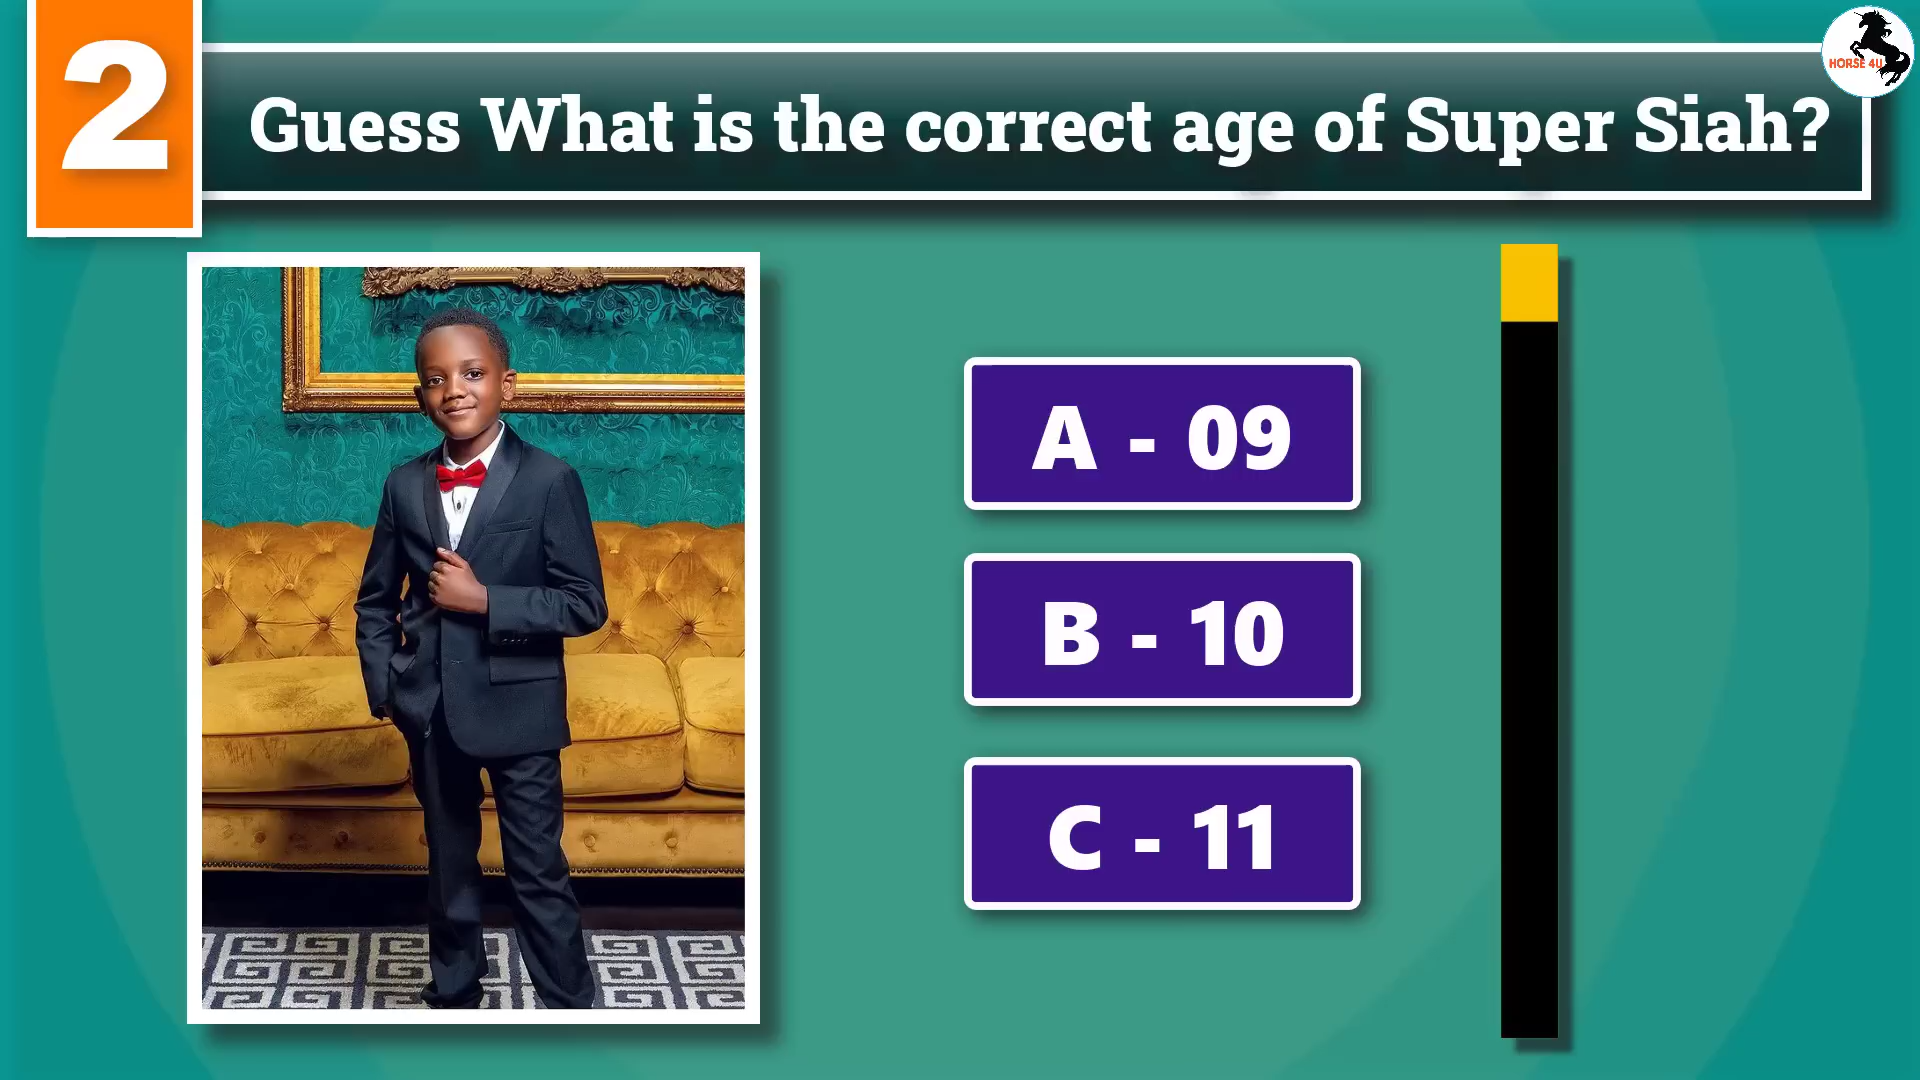 2
Guess What is the correct age of Super Siah?
HORSE 4U
A - 09
B - 10
C - 11